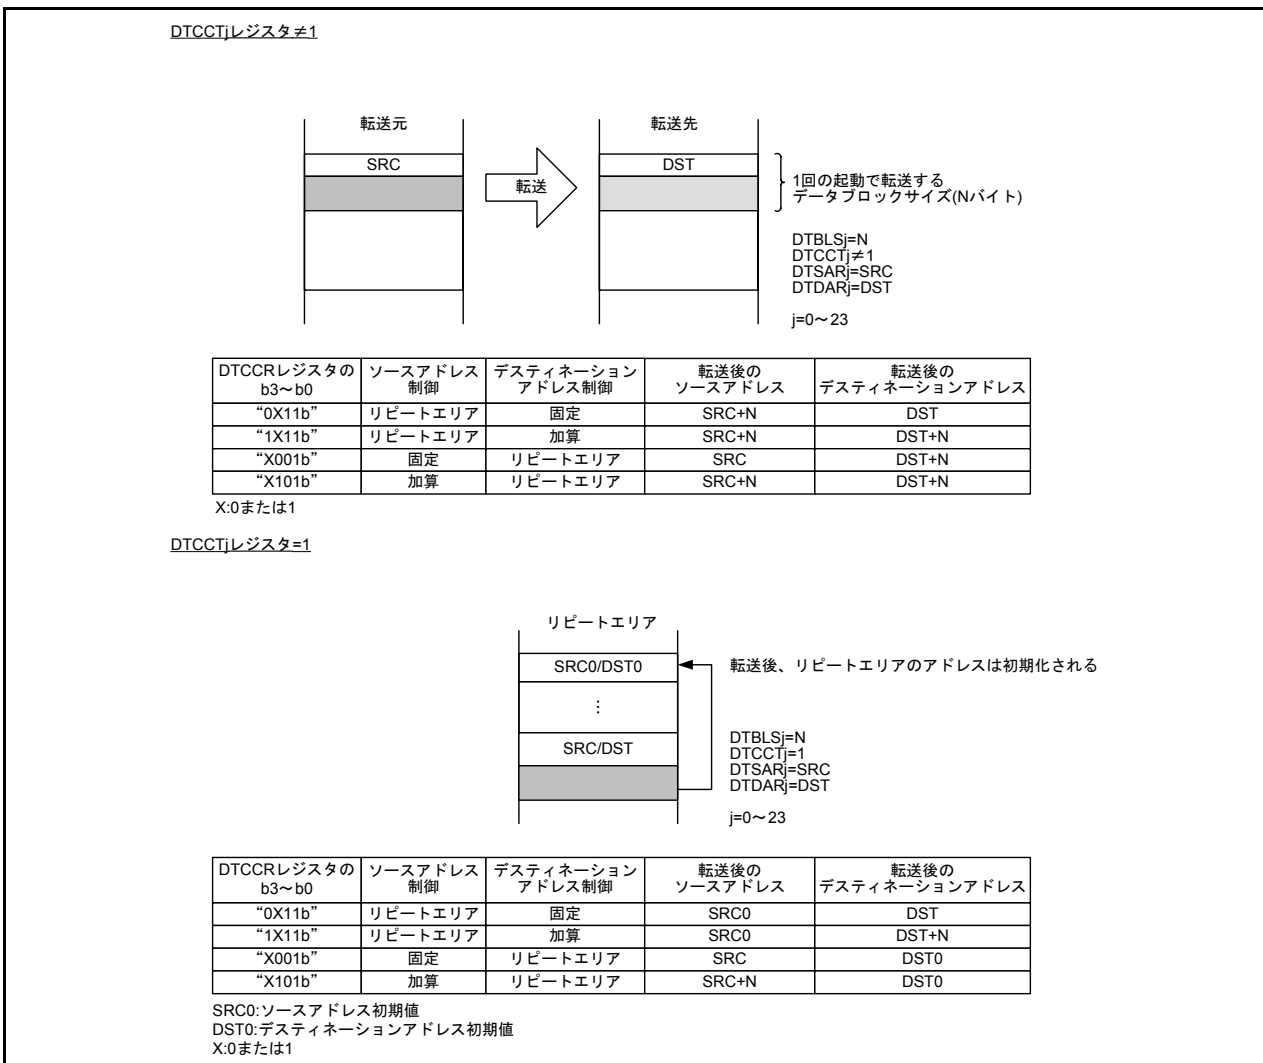 DTCCTjレジスタ≠1
転送元
転送先
SRC
DST
転送
1回の起動で転送する
データブロックサイズ(Nバイト)
DTBLSj=N
DTCCTj≠1
DTSARj=SRC
DTDARj=DST
j=0～23
DTCCRレジスタの b3～b0 ソースアドレス制御 デスティネーションアドレス制御 転送後のソースアドレス 転送後のデスティネーションアドレス
“0X11b” リピートエリア 固定 SRC+N DST
“1X11b” リピートエリア 加算 SRC+N DST+N
“X001b” 固定 リピートエリア SRC DST+N
“X101b” 加算 リピートエリア SRC+N DST+N
X:0または1
DTCCTjレジスタ=1
リピートエリア
SRC0/DST0
転送後、リピートエリアのアドレスは初期化される
⋮
SRC/DST
DTBLSj=N
DTCCTj=1
DTSARj=SRC
DTDARj=DST
j=0～23
DTCCRレジスタの b3～b0 ソースアドレス制御 デスティネーションアドレス制御 転送後のソースアドレス 転送後のデスティネーションアドレス
“0X11b” リピートエリア 固定 SRC0 DST
“1X11b” リピートエリア 加算 SRC0 DST+N
“X001b” 固定 リピートエリア SRC DST0
“X101b” 加算 リピートエリア SRC+N DST0
SRC0:ソースアドレス初期値
DST0:デスティネーションアドレス初期値
X:0または1